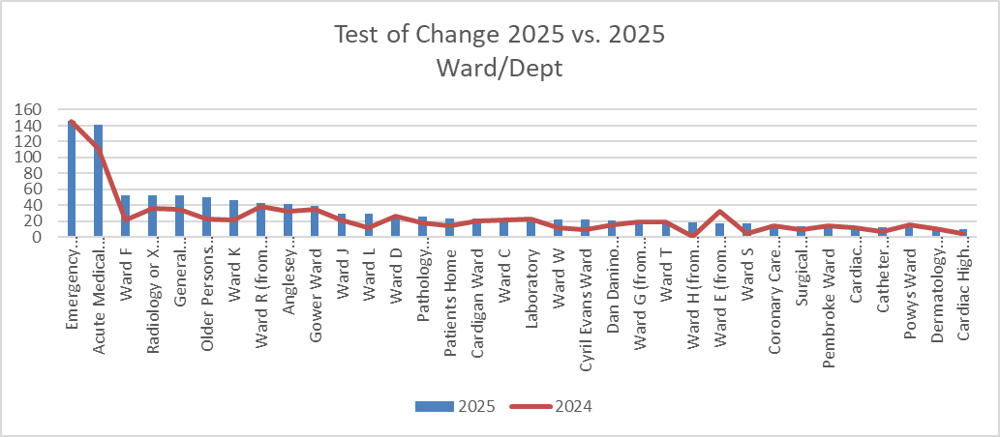 Test of Change 2025 vs. 2025
Ward/Dept
160
140
120
100
80
60
40
20
0
Emergency…
Acute Medical…
Ward F
Radiology or X…
General…
Older Persons…
Ward K
Ward R (from…
Anglesey…
Gower Ward
Ward J
Ward L
Ward D
Pathology…
Patients Home
Cardigan Ward
Ward C
Laboratory
Ward W
Cyril Evans Ward
Dan Danino…
Ward G (from…
Ward T
Ward H (from…
Ward E (from…
Ward S
Coronary Care…
Surgical…
Pembroke Ward
Cardiac…
Catheter…
Powys Ward
Dermatology…
Cardiac High…
2025
2024